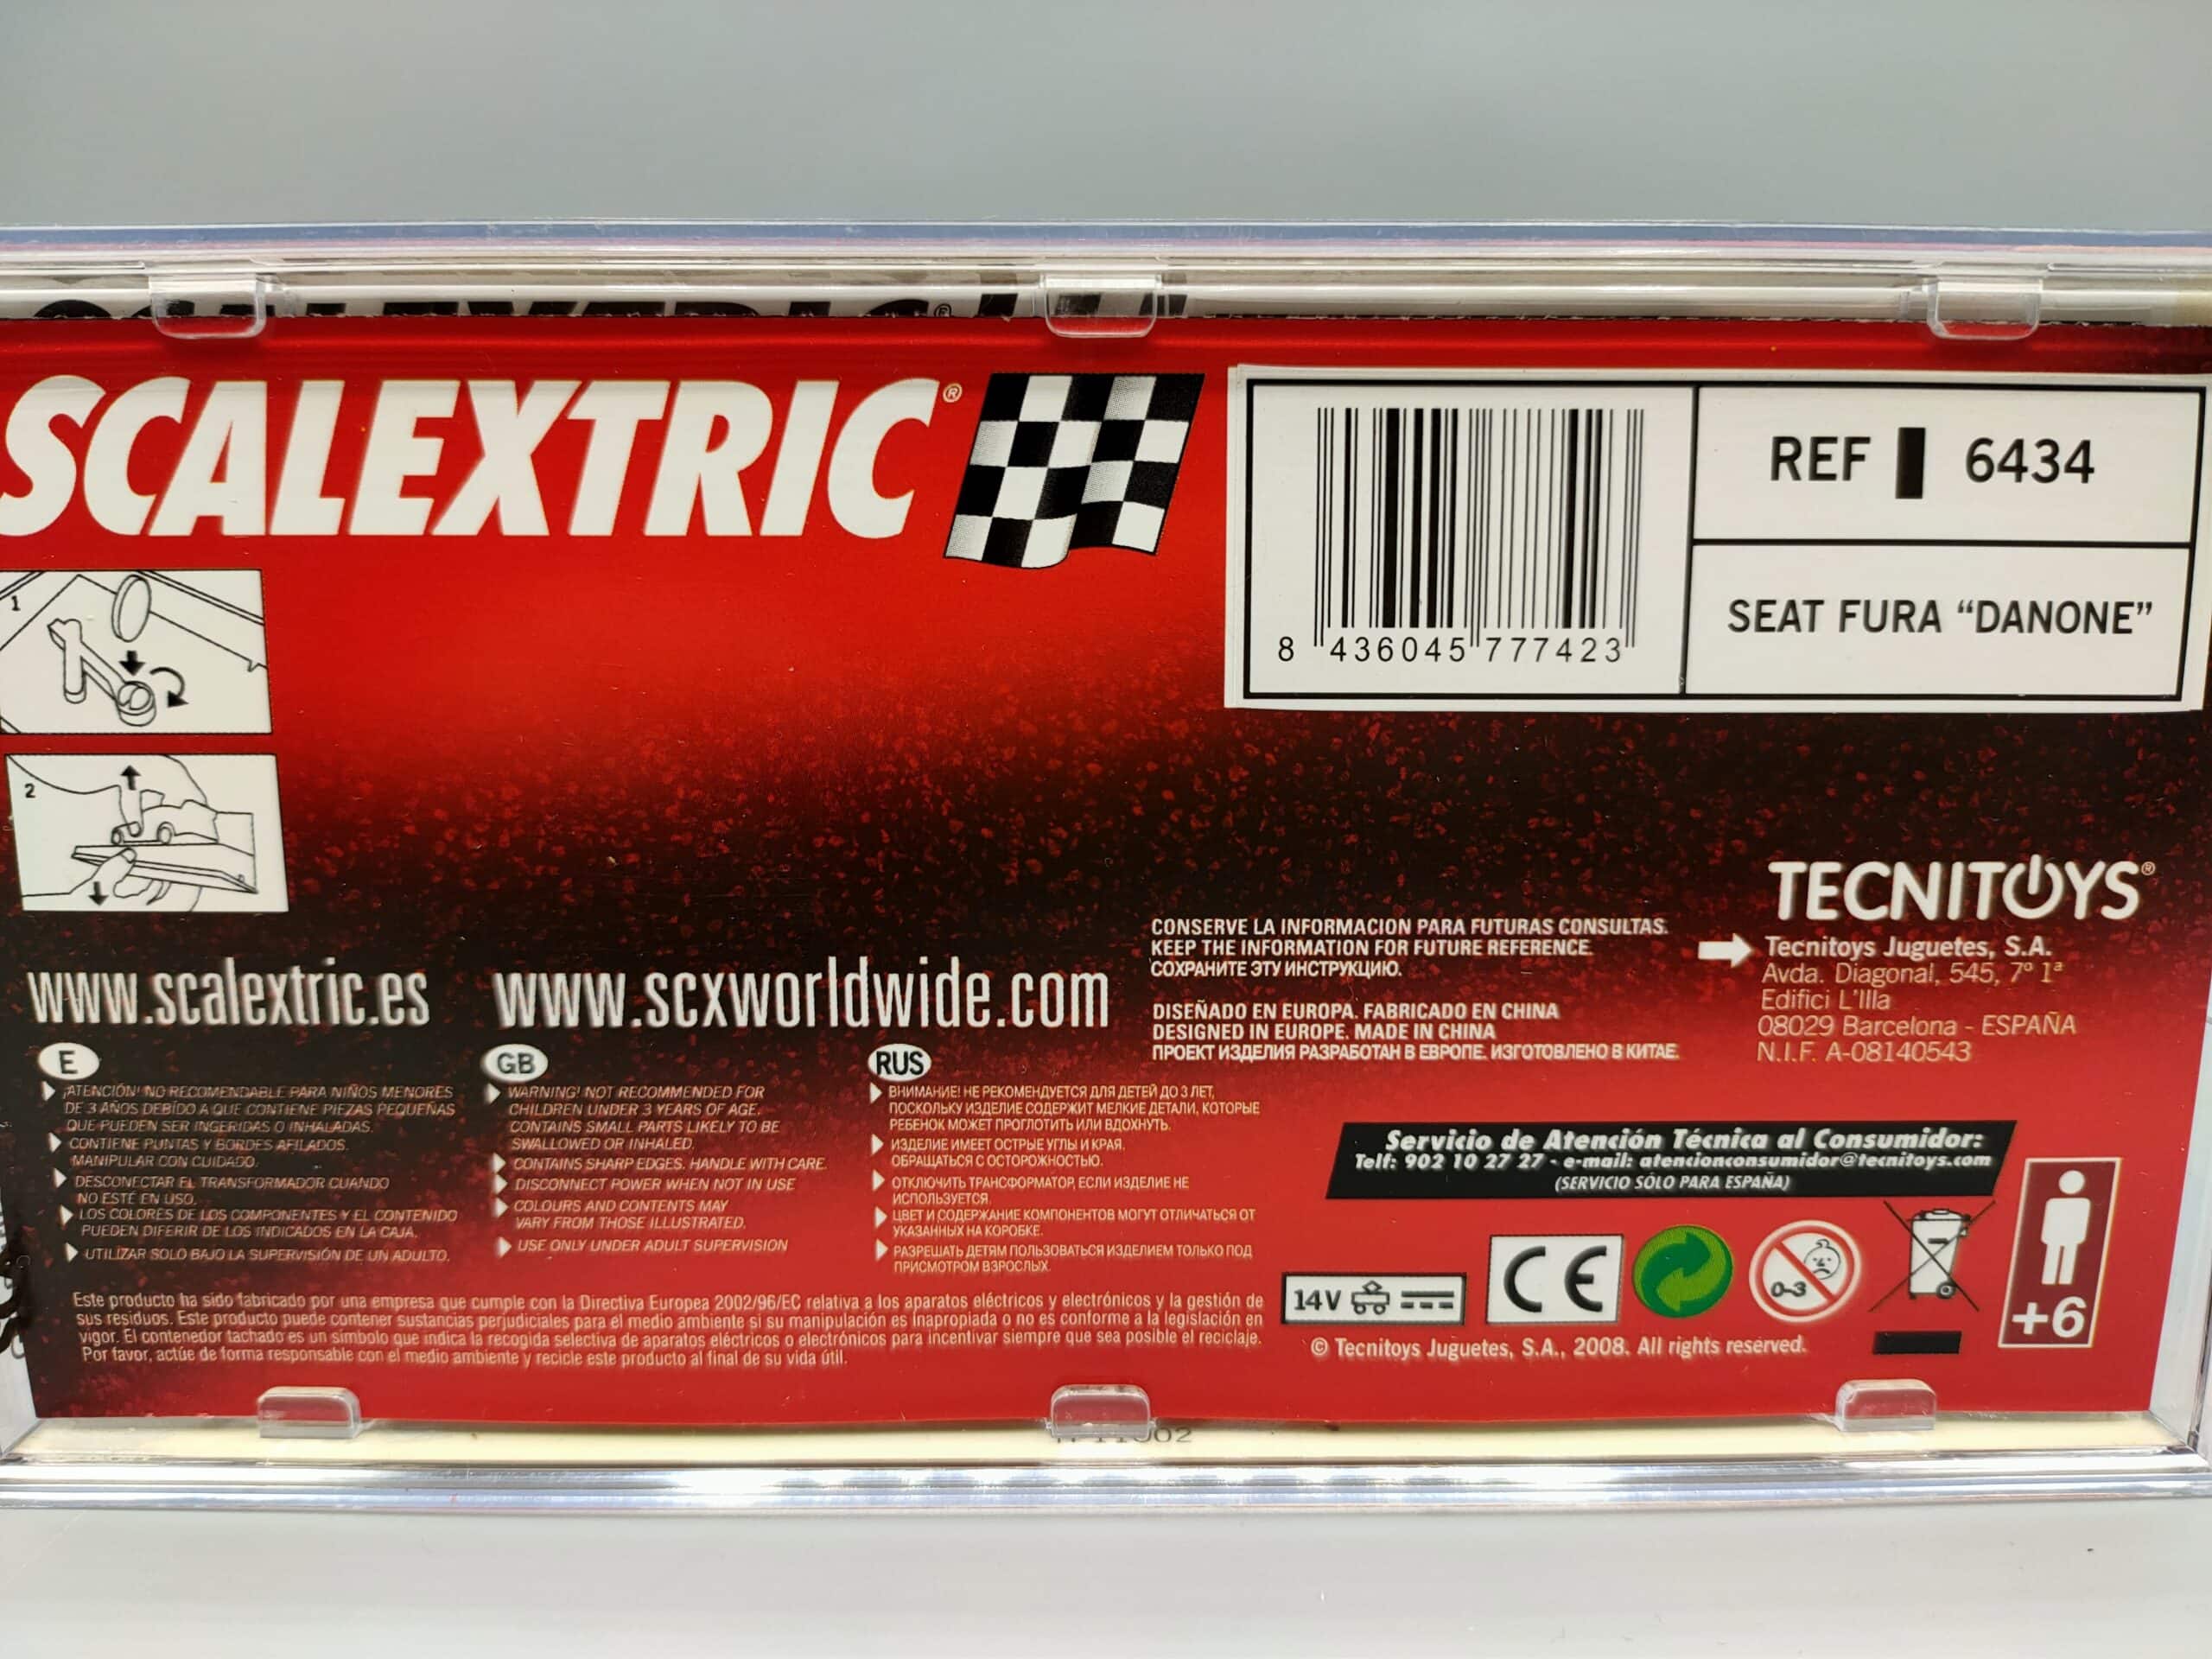 SCALEXTRIC®
SCALEXTRIC®
8 436045 777423
REF 6434
SEAT FURA “DANONE”
1
2
TECNITOYS®
Tecnitoys Juguetes, S.A.
Avda. Diagonal, 545, 7º 1ª
Edifici L'Illa
08029 Barcelona - ESPAÑA
N.I.F. A-08140543
CONSERVE LA INFORMACION PARA FUTURAS CONSULTAS.
KEEP THE INFORMATION FOR FUTURE REFERENCE.
СОХРАНИТЕ ЭТУ ИНСТРУКЦИЮ.
DISEÑADO EN EUROPA. FABRICADO EN CHINA
DESIGNED IN EUROPE. MADE IN CHINA
ПРОЕКТ ИЗДЕЛИЯ РАЗРАБОТАН В ЕВРОПЕ. ИЗГОТОВЛЕНО В КИТАЕ.
www.scalextric.es
www.scxworldwide.com
E
¡ATENCIÓN! NO RECOMENDABLE PARA NIÑOS MENORES
DE 3 AÑOS DEBIDO A QUE CONTIENE PIEZAS PEQUEÑAS
QUE PUEDEN SER INGERIDAS O INHALADAS.
CONTIENE PUNTAS Y BORDES AFILADOS.
MANIPULAR CON CUIDADO.
DESCONECTAR EL TRANSFORMADOR CUANDO
NO ESTÉ EN USO.
LOS COLORES DE LOS COMPONENTES Y EL CONTENIDO
PUEDEN DIFERIR DE LOS INDICADOS EN LA CAJA.
UTILIZAR SOLO BAJO LA SUPERVISIÓN DE UN ADULTO.
GB
WARNING! NOT RECOMMENDED FOR
CHILDREN UNDER 3 YEARS OF AGE.
CONTAINS SMALL PARTS LIKELY TO BE
SWALLOWED OR INHALED.
CONTAINS SHARP EDGES. HANDLE WITH CARE.
DISCONNECT POWER WHEN NOT IN USE
COLOURS AND CONTENTS MAY
VARY FROM THOSE ILLUSTRATED.
USE ONLY UNDER ADULT SUPERVISION
RUS
ВНИМАНИЕ! НЕ РЕКОМЕНДУЕТСЯ ДЛЯ ДЕТЕЙ ДО 3 ЛЕТ,
ПОСКОЛЬКУ ИЗДЕЛИЕ СОДЕРЖИТ МЕЛКИЕ ДЕТАЛИ, КОТОРЫЕ
РЕБЕНОК МОЖЕТ ПРОГЛОТИТЬ ИЛИ ВДОХНУТЬ.
ИЗДЕЛИЕ ИМЕЕТ ОСТРЫЕ УГЛЫ И КРАЯ.
ОБРАЩАТЬСЯ С ОСТОРОЖНОСТЬЮ.
ОТКЛЮЧИТЬ ТРАНСФОРМАТОР, ЕСЛИ ИЗДЕЛИЕ НЕ
ИСПОЛЬЗУЕТСЯ.
ЦВЕТ И СОДЕРЖАНИЕ КОМПОНЕНТОВ МОГУТ ОТЛИЧАТЬСЯ ОТ
УКАЗАННЫХ НА КОРОБКЕ.
РАЗРЕШАТЬ ДЕТЯМ ПОЛЬЗОВАТЬСЯ ИЗДЕЛИЕМ ТОЛЬКО ПОД
ПРИСМОТРОМ ВЗРОСЛЫХ.
Servicio de Atención Técnica al Consumidor:
Telf: 902 10 27 27 - e-mail: atencionconsumidor@tecnitoys.com
(SERVICIO SÓLO PARA ESPAÑA)
14V
CE
0-3
+6
Este producto ha sido fabricado por una empresa que cumple con la Directiva Europea 2002/96/EC relativa a los aparatos eléctricos y electrónicos y la gestión de
sus residuos. Este producto puede contener sustancias perjudiciales para el medio ambiente si su manipulación es inapropiada o no es conforme a la legislación en
vigor. El contenedor tachado es un símbolo que indica la recogida selectiva de aparatos eléctricos o electrónicos para incentivar siempre que sea posible el reciclaje.
Por favor, actúe de forma responsable con el medio ambiente y recicle este producto al final de su vida útil.
© Tecnitoys Juguetes, S.A., 2008. All rights reserved.